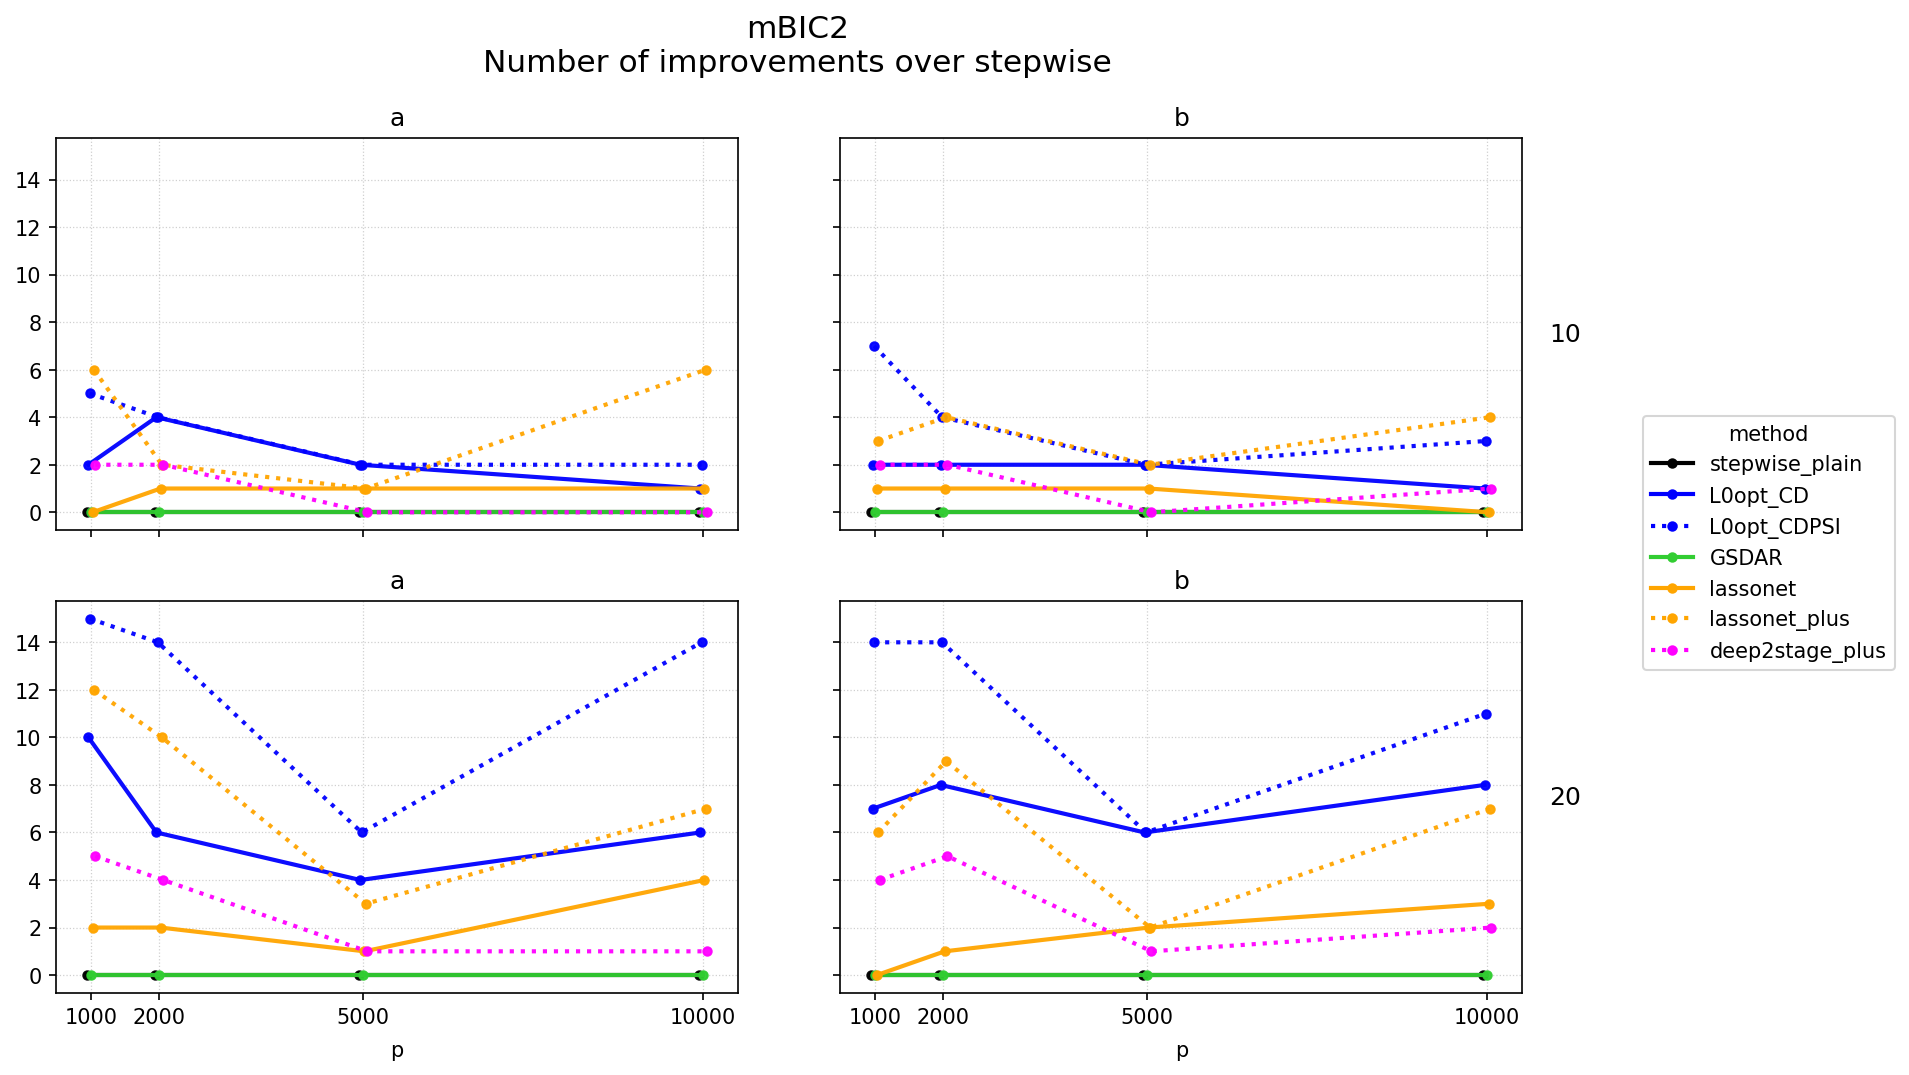 mBIC2
Number of improvements over stepwise
a
b
14
12
10
8
6
4
2
0
10
a
b
14
12
10
8
6
4
2
0
20
1000 2000 5000 10000
1000 2000 5000 10000
p
p
method
stepwise_plain
L0opt_CD
L0opt_CDPSI
GSDAR
lassonet
lassonet_plus
deep2stage_plus